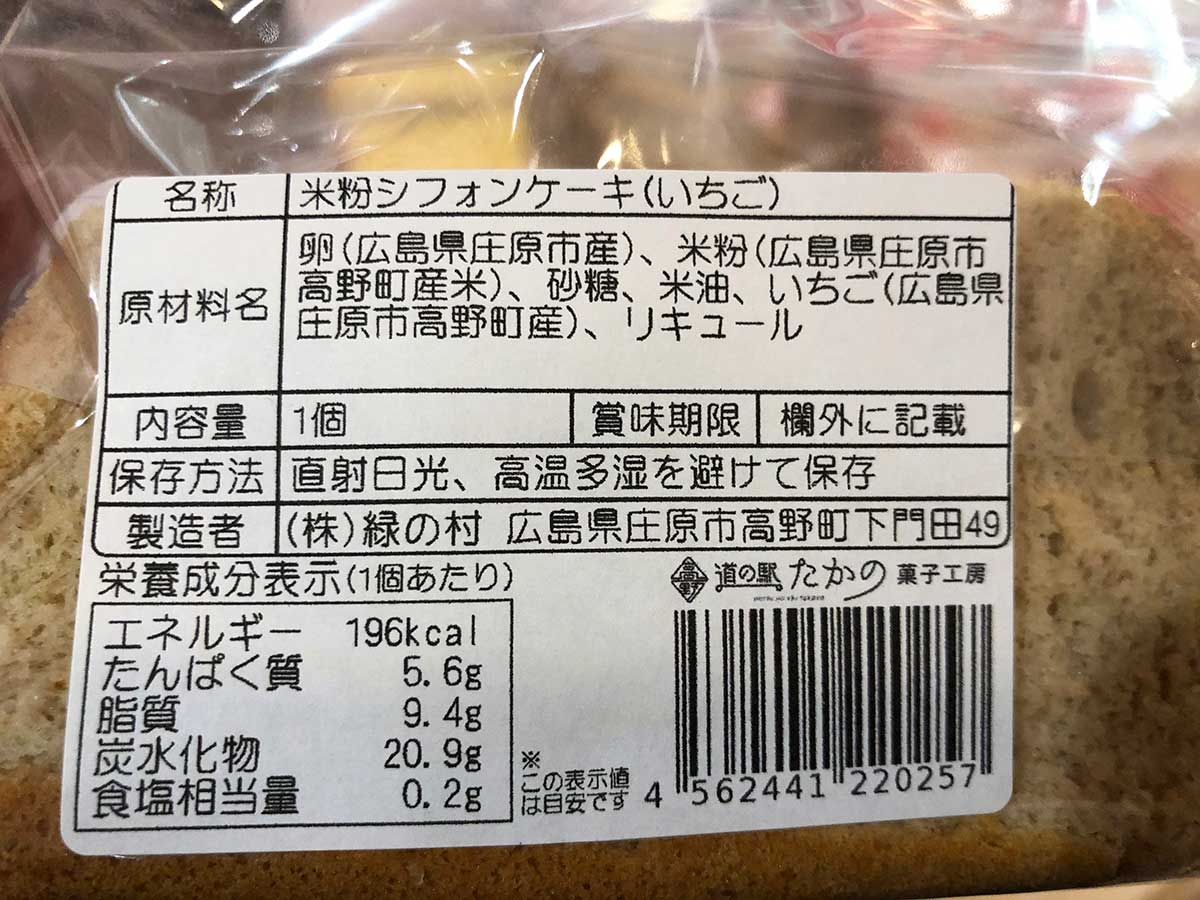 名称 米粉シフォンケーキ(いちご)
原材料名 卵(広島県庄原市産)、米粉(広島県庄原市
高野町産米)、砂糖、米油、いちご(広島県
庄原市高野町産)、リキュール
内容量 1個 賞味期限 欄外に記載
保存方法 直射日光、高温多湿を避けて保存
製造者 (株)緑の村 広島県庄原市高野町下門田49
栄養成分表示(1個あたり)
高野 道の駅 たかの 菓子工房
エネルギー 196kcal
たんぱく質 5.6g
脂質 9.4g
炭水化物 20.9g
食塩相当量 0.2g
※
この表示値
は目安です
4 562441 220257